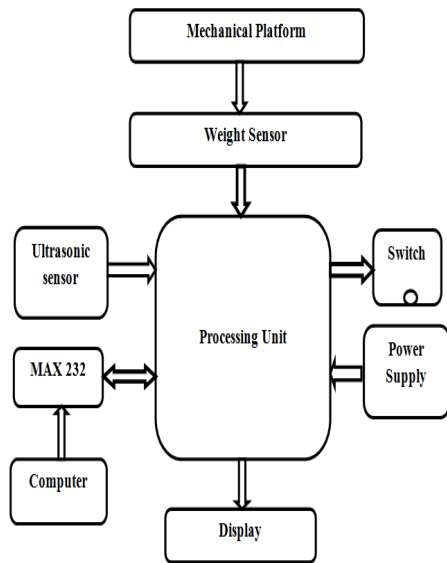 Mechanical Platform
Weight Sensor
Ultrasonic
sensor
Switch
Processing Unit
MAX 232
Power
Supply
Computer
Display